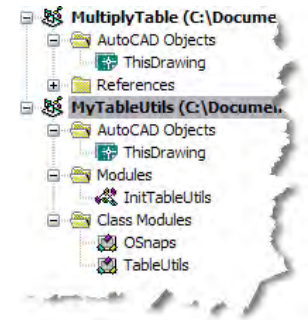 MultiplyTable (C:\Docume
AutoCAD Objects
ThisDrawing
References
MyTableUtils (C:\Documen
AutoCAD Objects
ThisDrawing
Modules
InitTableUtils
Class Modules
OSnaps
TableUtils